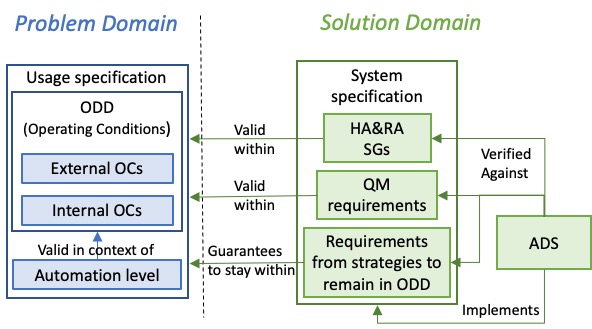 Problem Domain
Solution Domain
Usage specification
ODD
(Operating Conditions)
External OCs
Internal OCs
Valid in context of
Automation level
Valid
within
Valid
within
Guarantees
to stay within
System
specification
HA&RA
SGs
QM
requirements
Requirements
from strategies to
remain in ODD
Verified
Against
ADS
Implements